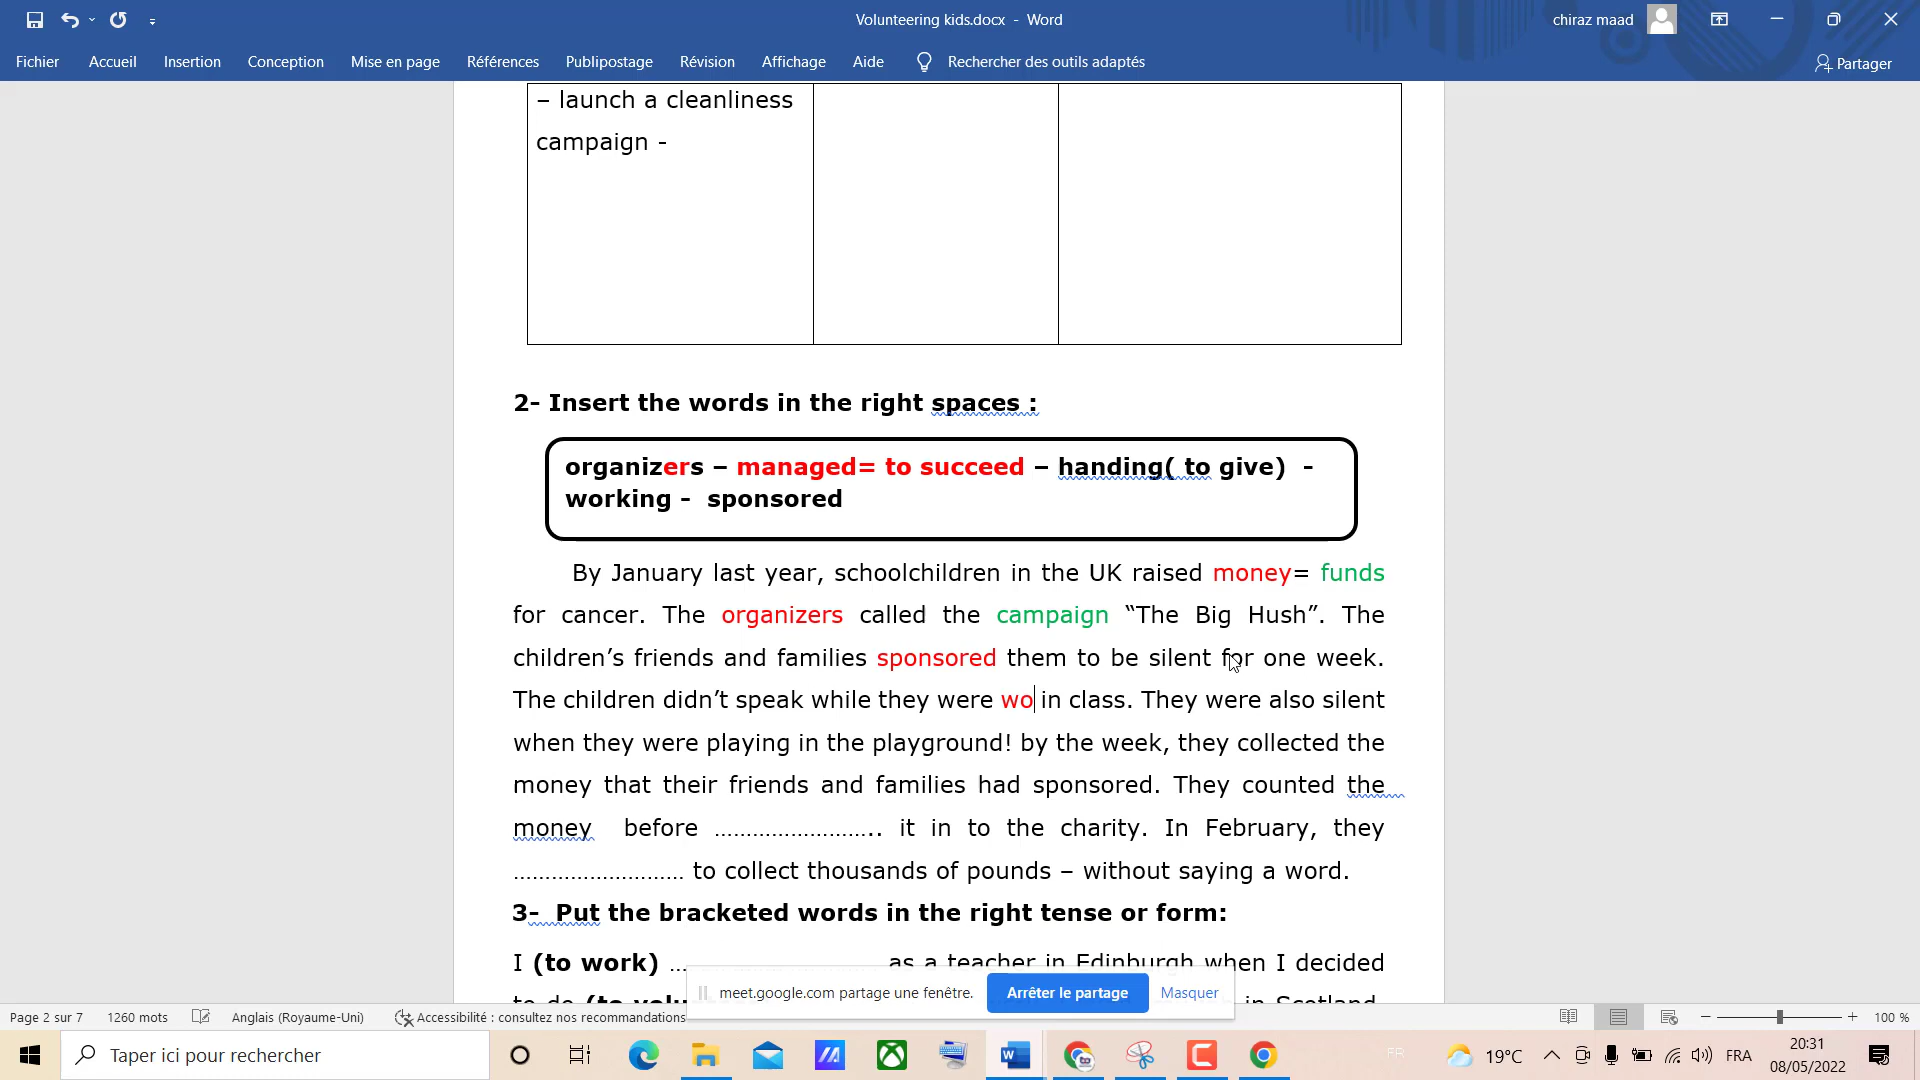 Volunteering kids.docx - Word
chiraz maad
Fichier Accueil Insertion Conception Mise en page Références Publipostage Révision Affichage Aide Rechercher des outils adaptés Partager
– launch a cleanliness
campaign -
2- Insert the words in the right spaces :
organizers – managed= to succeed – handing( to give) -
working - sponsored
By January last year, schoolchildren in the UK raised money= funds
for cancer. The organizers called the campaign “The Big Hush”. The
children’s friends and families sponsored them to be silent for one week.
The children didn’t speak while they were wo in class. They were also silent
when they were playing in the playground! by the week, they collected the
money that their friends and families had sponsored. They counted the
money before …………………….. it in to the charity. In February, they
……………………… to collect thousands of pounds – without saying a word.
3- Put the bracketed words in the right tense or form:
I (to work) as a teacher in Edinburgh when I decided
in Scotland
meet.google.com partage une fenêtre. Arrêter le partage Masquer
Page 2 sur 7 1260 mots Anglais (Royaume-Uni) Accessibilité : consultez nos recommandations 100 %
Taper ici pour rechercher
19°C FRA
20:31
08/05/2022